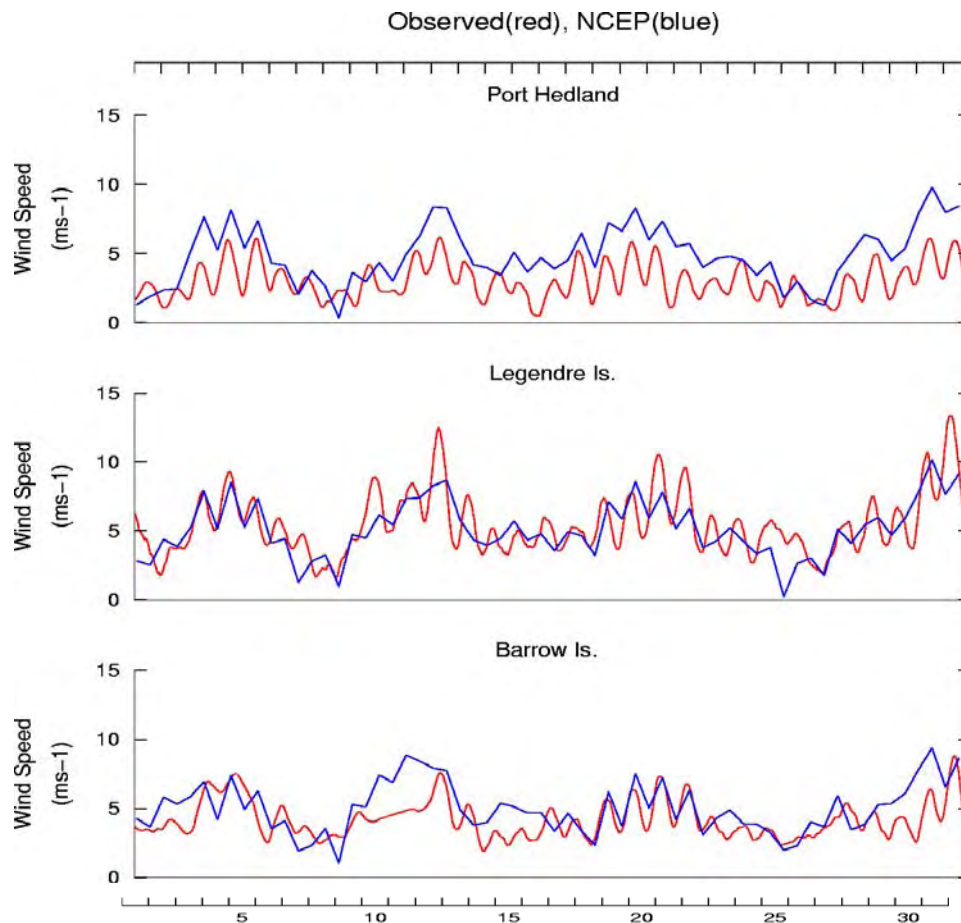 Observed(red), NCEP(blue)
Port Hedland
15
10
5
0
Wind Speed
(ms−1)
Legendre Is.
15
10
5
0
Wind Speed
(ms−1)
Barrow Is.
15
10
5
0
Wind Speed
(ms−1)
5 10 15 20 25 30